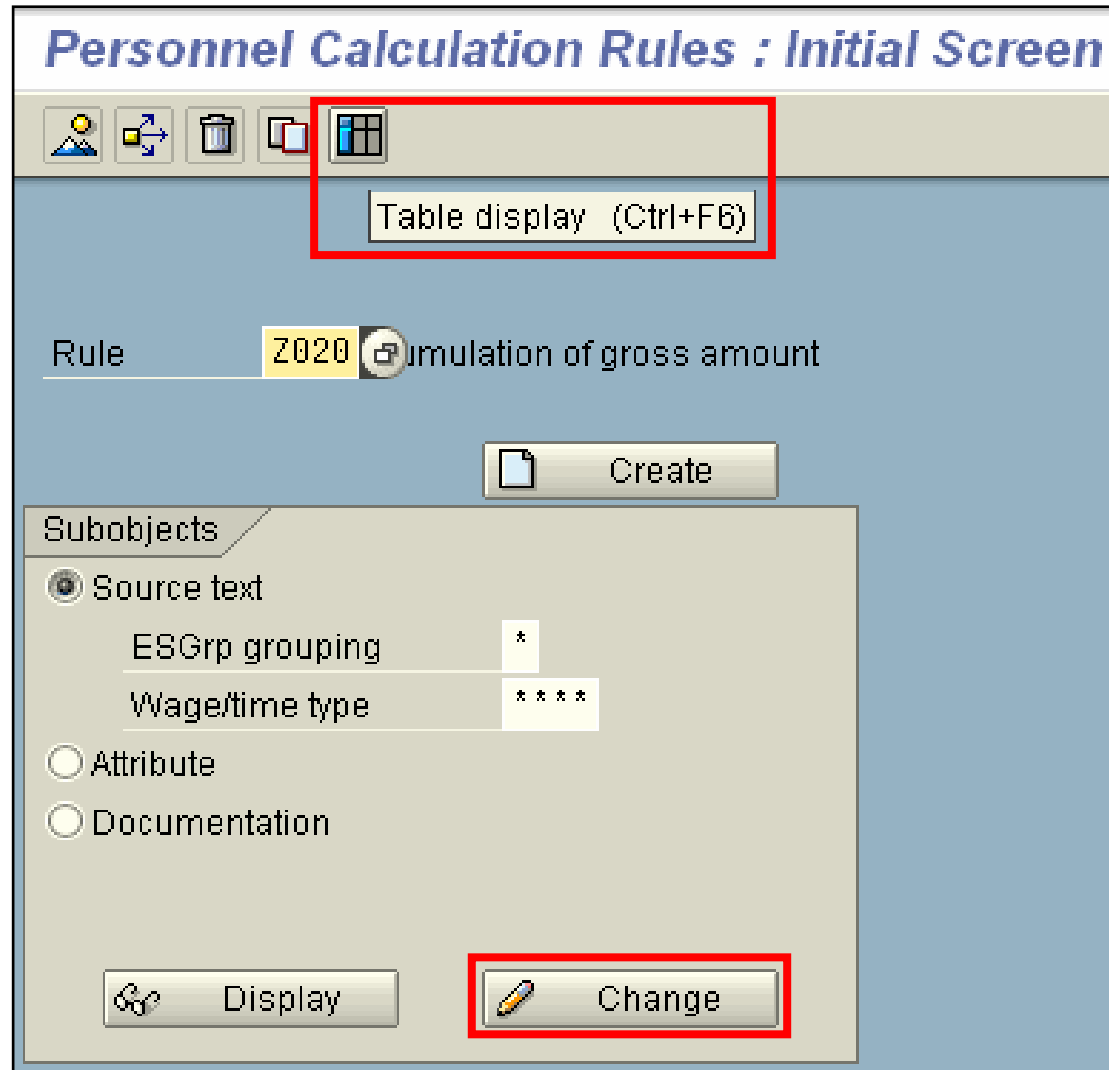 Personnel Calculation Rules : Initial Screen
Table display (Ctrl+F6)
Rule Z020 umulation of gross amount
Create
Subobjects
Source text
ESGrp grouping *
Wage/time type ****
Attribute
Documentation
Display Change